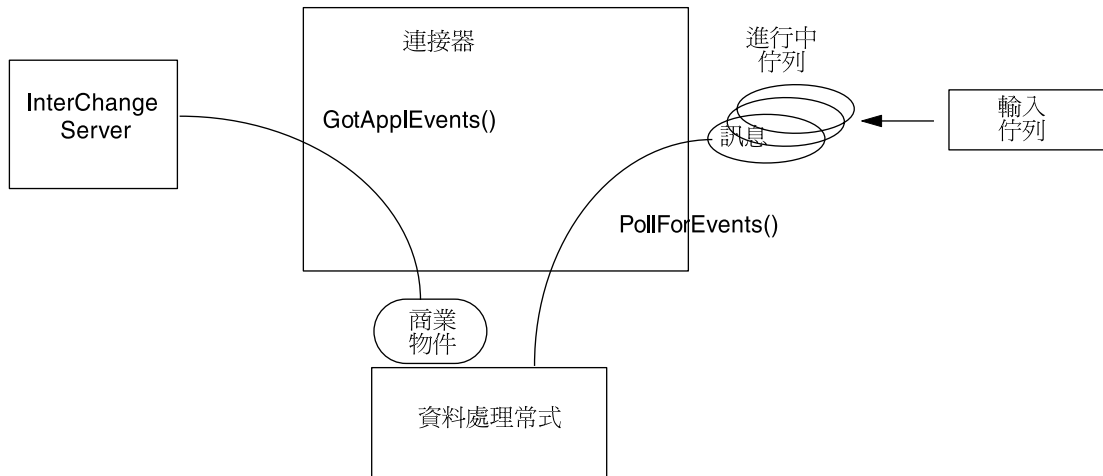 連接器
進行中
佇列
InterChange
Server
GotApplEvents()
訊息
輸入
佇列
PollForEvents()
商業
物件
資料處理常式